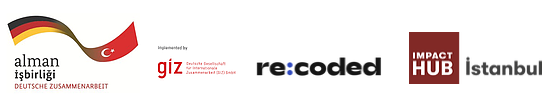 alman
işbirliği
DEUTSCHE ZUSAMMENARBEIT
Implemented by
giz
Deutsche Gesellschaft
für Internationale
Zusammenarbeit (GIZ) GmbH
re:coded
IMPACT
HUB
İstanbul